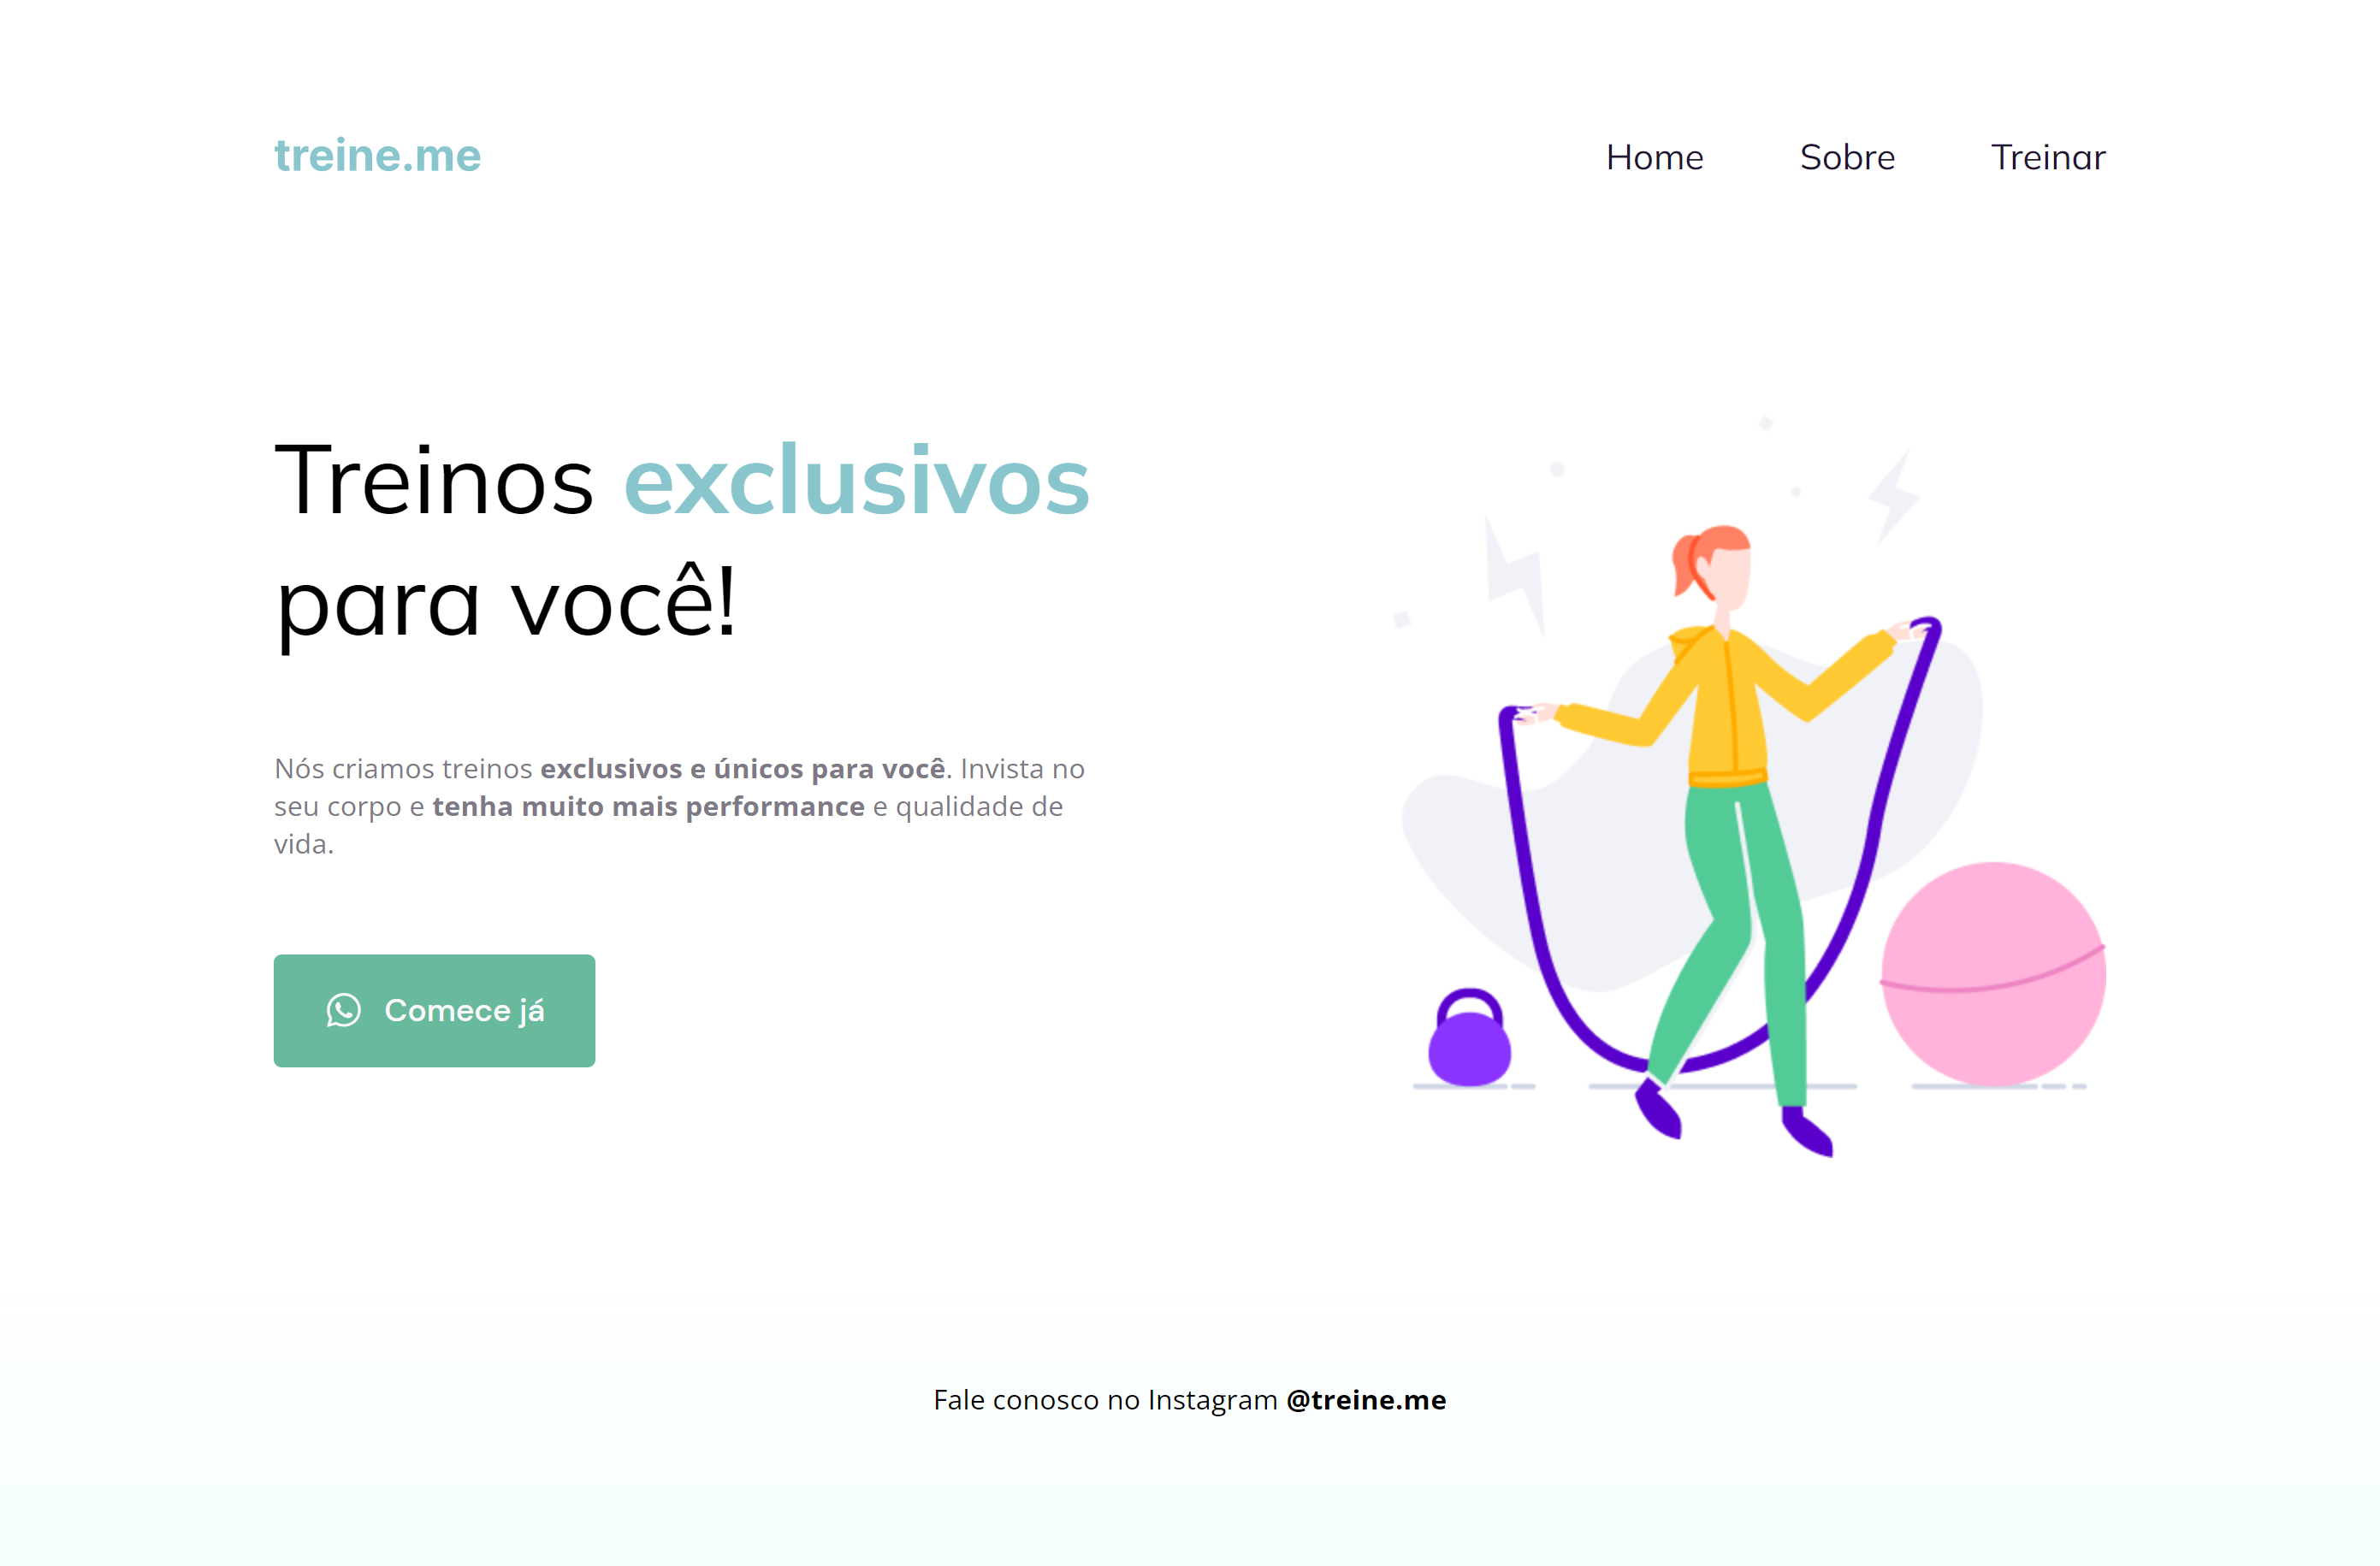 treine.me
Home
Sobre
Treinar
Treinos exclusivos
para você!
Nós criamos treinos exclusivos e únicos para você. Invista no
seu corpo e tenha muito mais performance e qualidade de
vida.
Comece já
Fale conosco no Instagram @treine.me